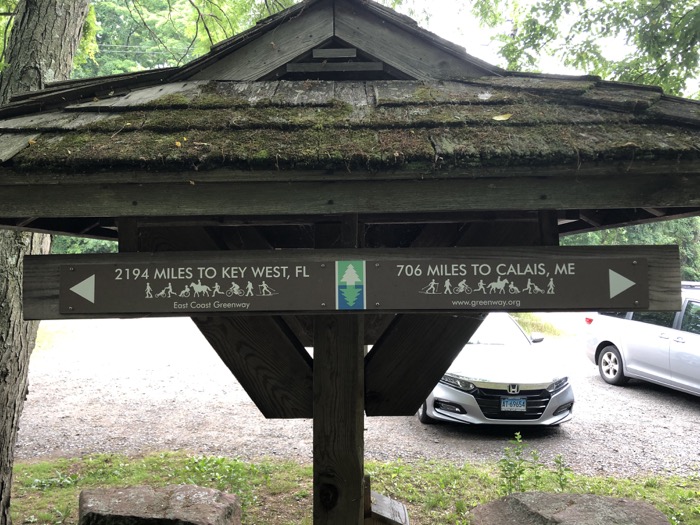 2194 MILES TO KEY WEST, FL
East Coast Greenway
706 MILES TO CALAIS, ME
www.greenway.org